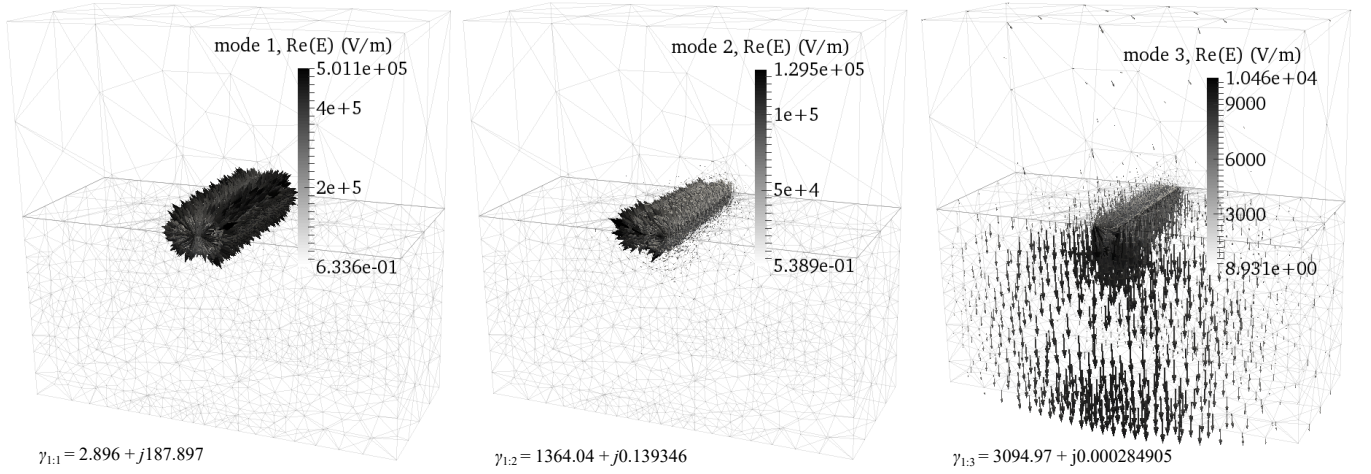 mode 1, Re(E) (V/m)
5.011e+05
4e+5
2e+5
6.336e-01
γ1:1 = 2.896 + j187.897
mode 2, Re(E) (V/m)
1.295e+05
1e+5
5e+4
5.389e-01
γ1:2 = 1364.04 + j0.139346
mode 3, Re(E) (V/m)
1.046e+04
9000
6000
3000
8.931e+00
γ1:3 = 3094.97 + j0.000284905